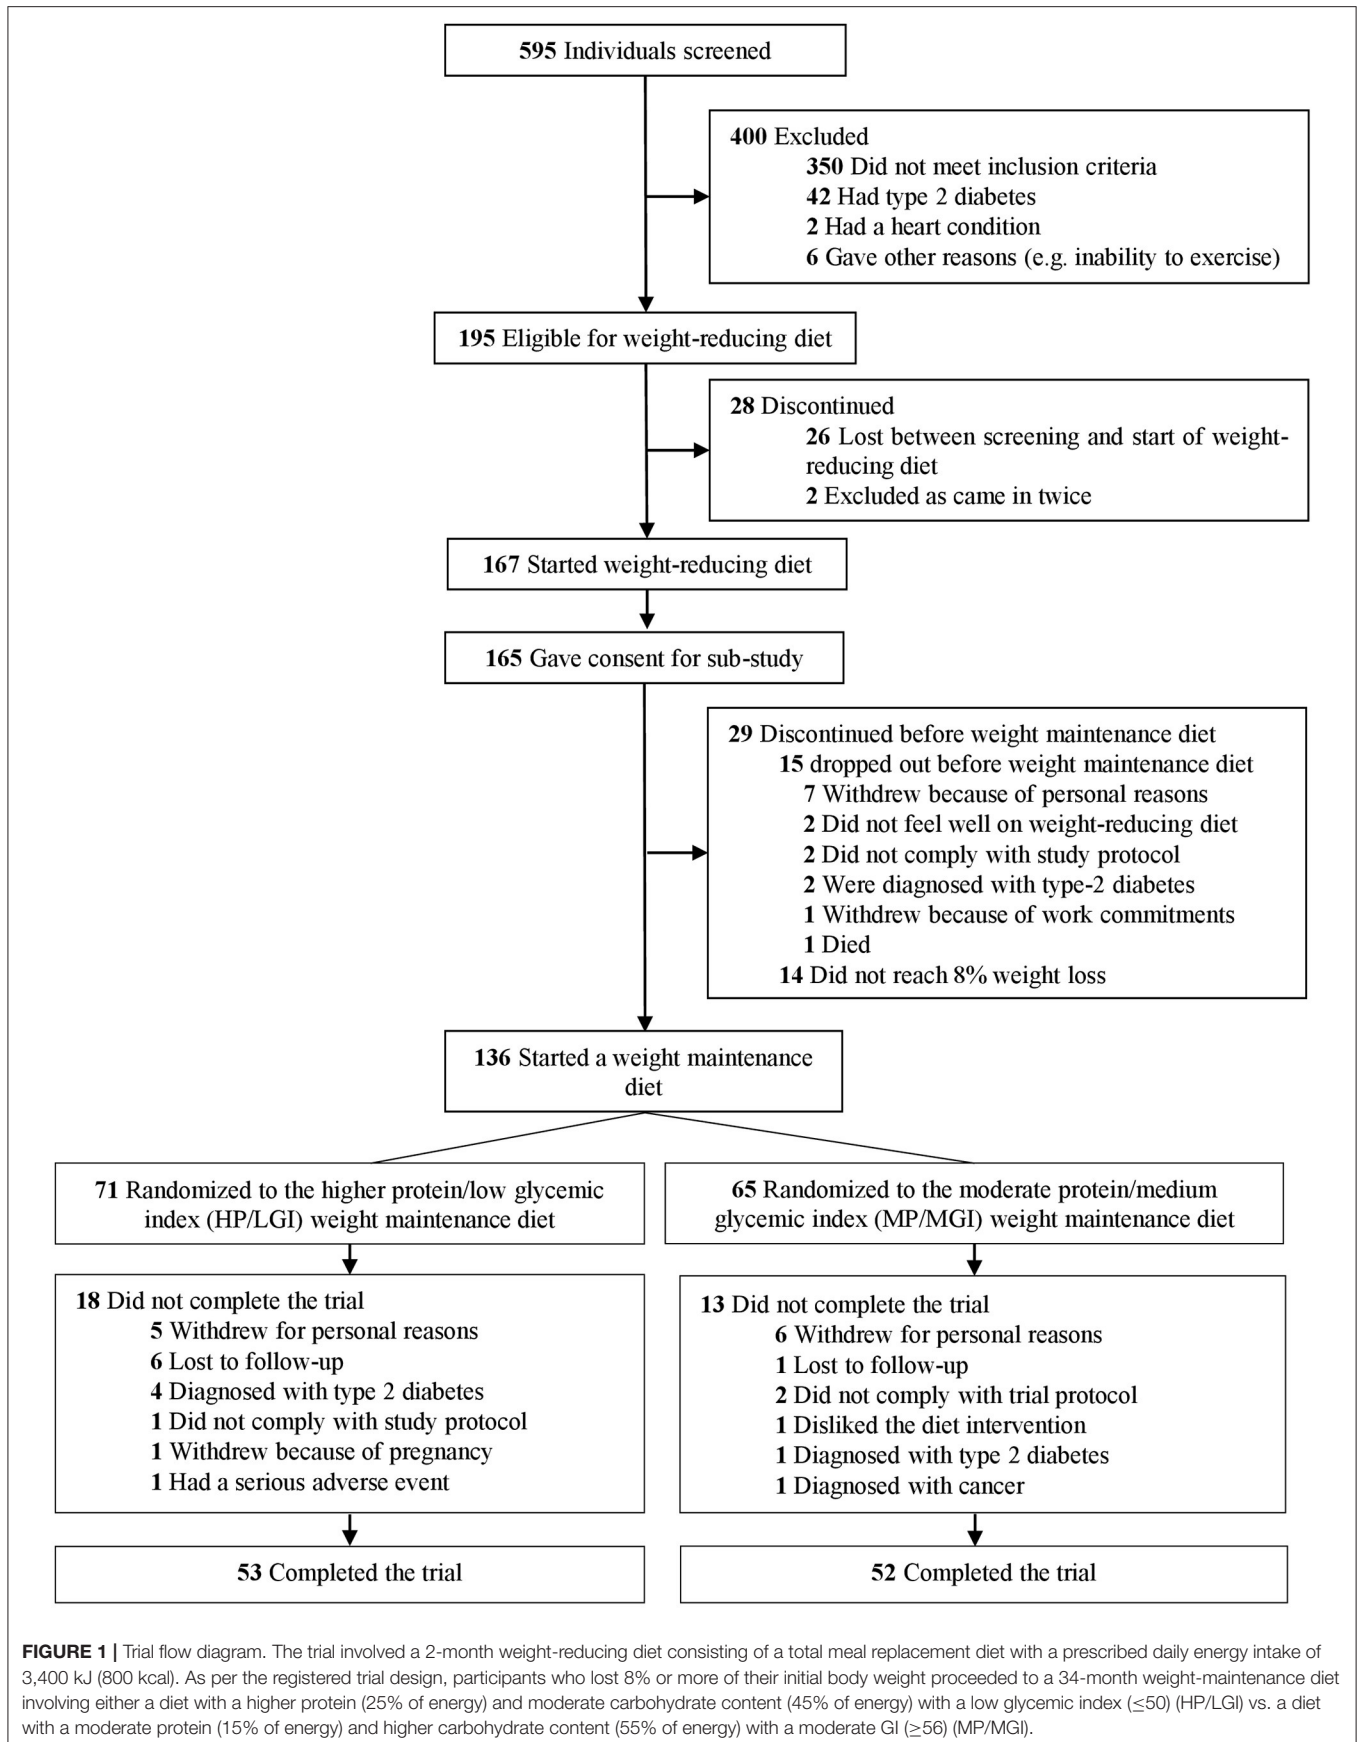 595 Individuals screened
400 Excluded
350 Did not meet inclusion criteria
42 Had type 2 diabetes
2 Had a heart condition
6 Gave other reasons (e.g. inability to exercise)
195 Eligible for weight-reducing diet
28 Discontinued
26 Lost between screening and start of weight-
reducing diet
2 Excluded as came in twice
167 Started weight-reducing diet
165 Gave consent for sub-study
29 Discontinued before weight maintenance diet
15 dropped out before weight maintenance diet
7 Withdrew because of personal reasons
2 Did not feel well on weight-reducing diet
2 Did not comply with study protocol
2 Were diagnosed with type-2 diabetes
1 Withdrew because of work commitments
1 Died
14 Did not reach 8% weight loss
136 Started a weight maintenance
diet
71 Randomized to the higher protein/low glycemic
index (HP/LGI) weight maintenance diet
65 Randomized to the moderate protein/medium
glycemic index (MP/MGI) weight maintenance diet
18 Did not complete the trial
5 Withdrew for personal reasons
6 Lost to follow-up
4 Diagnosed with type 2 diabetes
1 Did not comply with study protocol
1 Withdrew because of pregnancy
1 Had a serious adverse event
13 Did not complete the trial
6 Withdrew for personal reasons
1 Lost to follow-up
2 Did not comply with trial protocol
1 Disliked the diet intervention
1 Diagnosed with type 2 diabetes
1 Diagnosed with cancer
53 Completed the trial
52 Completed the trial
FIGURE 1 | Trial flow diagram. The trial involved a 2-month weight-reducing diet consisting of a total meal replacement diet with a prescribed daily energy intake of
3,400 kJ (800 kcal). As per the registered trial design, participants who lost 8% or more of their initial body weight proceeded to a 34-month weight-maintenance diet
involving either a diet with a higher protein (25% of energy) and moderate carbohydrate content (45% of energy) with a low glycemic index (≤50) (HP/LGI) vs. a diet
with a moderate protein (15% of energy) and higher carbohydrate content (55% of energy) with a moderate GI (≥56) (MP/MGI).